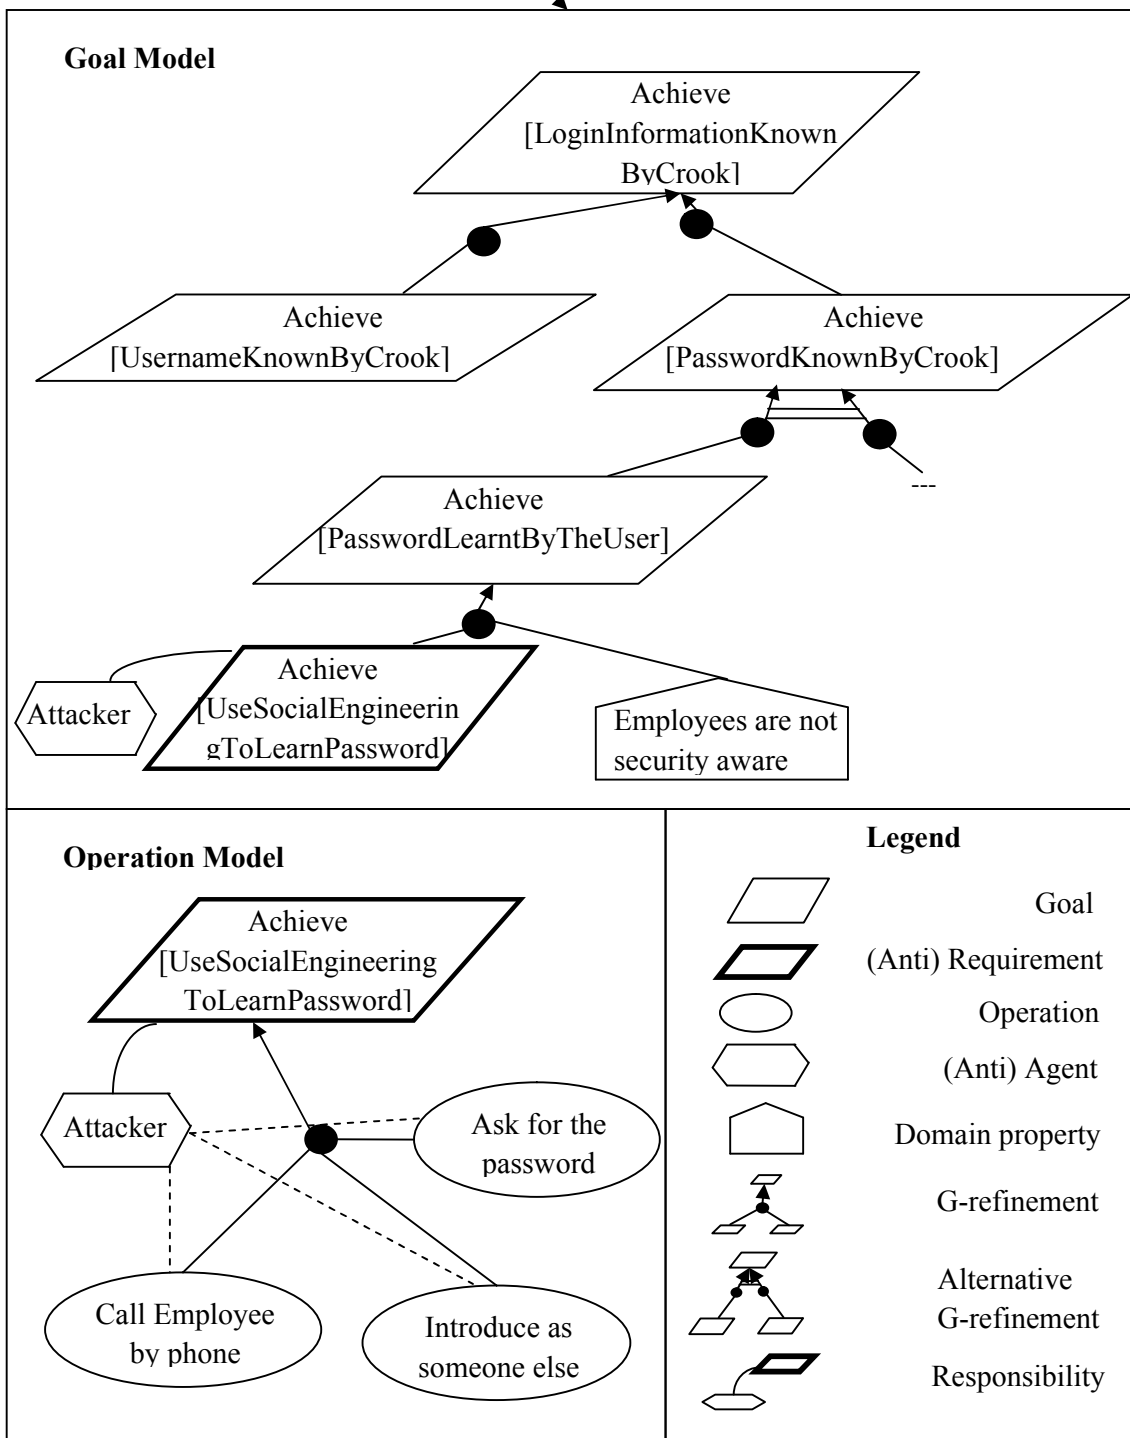 Goal Model
Achieve
[LoginInformationKnown
ByCrook]
Achieve
[UsernameKnownByCrook]
Achieve
[PasswordKnownByCrook]
---
Achieve
[PasswordLearntByTheUser]
Achieve
[UseSocialEngineerin
gToLearnPassword]
Attacker
Employees are not
security aware
Operation Model
Achieve
[UseSocialEngineering
ToLearnPassword]
Attacker
Ask for the
password
Call Employee
by phone
Introduce as
someone else
Legend
Goal
(Anti) Requirement
Operation
(Anti) Agent
Domain property
G-refinement
Alternative
G-refinement
Responsibility